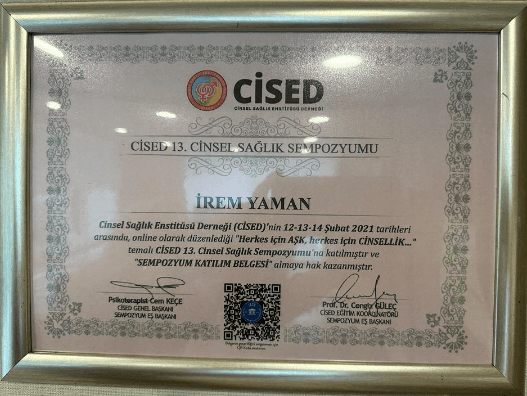 CİSED
CİNSEL SAĞLIK ENSTİTÜSÜ DERNEĞİ
CİSED 13. CİNSEL SAĞLIK SEMPOZYUMU
İREM YAMAN
Cinsel Sağlık Enstitüsü Derneği (CİSED)'nin 12-13-14 Şubat 2021 tarihleri
arasında, online olarak düzenlediği "Herkes için AŞK, herkes için CİNSELLİK..."
temalı CİSED 13. Cinsel Sağlık Sempozyumu'na katılmıştır ve
"SEMPOZYUM KATILIM BELGESİ" almaya hak kazanmıştır.
Psikoterapist Cem KEÇE
CİSED GENEL BAŞKANI
SEMPOZYUM EŞ BAŞKANI
Prof. Dr. Cengiz GÜLEÇ
CİSED EĞİTİM KOORDİNATÖRÜ
SEMPOZYUM EŞ BAŞKANI